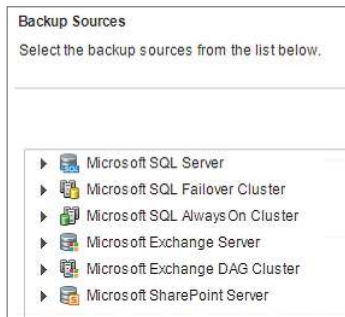 Backup Sources
Select the backup sources from the list below.
Microsoft SQL Server
Microsoft SQL Failover Cluster
Microsoft SQL AlwaysOn Cluster
Microsoft Exchange Server
Microsoft Exchange DAG Cluster
Microsoft SharePoint Server